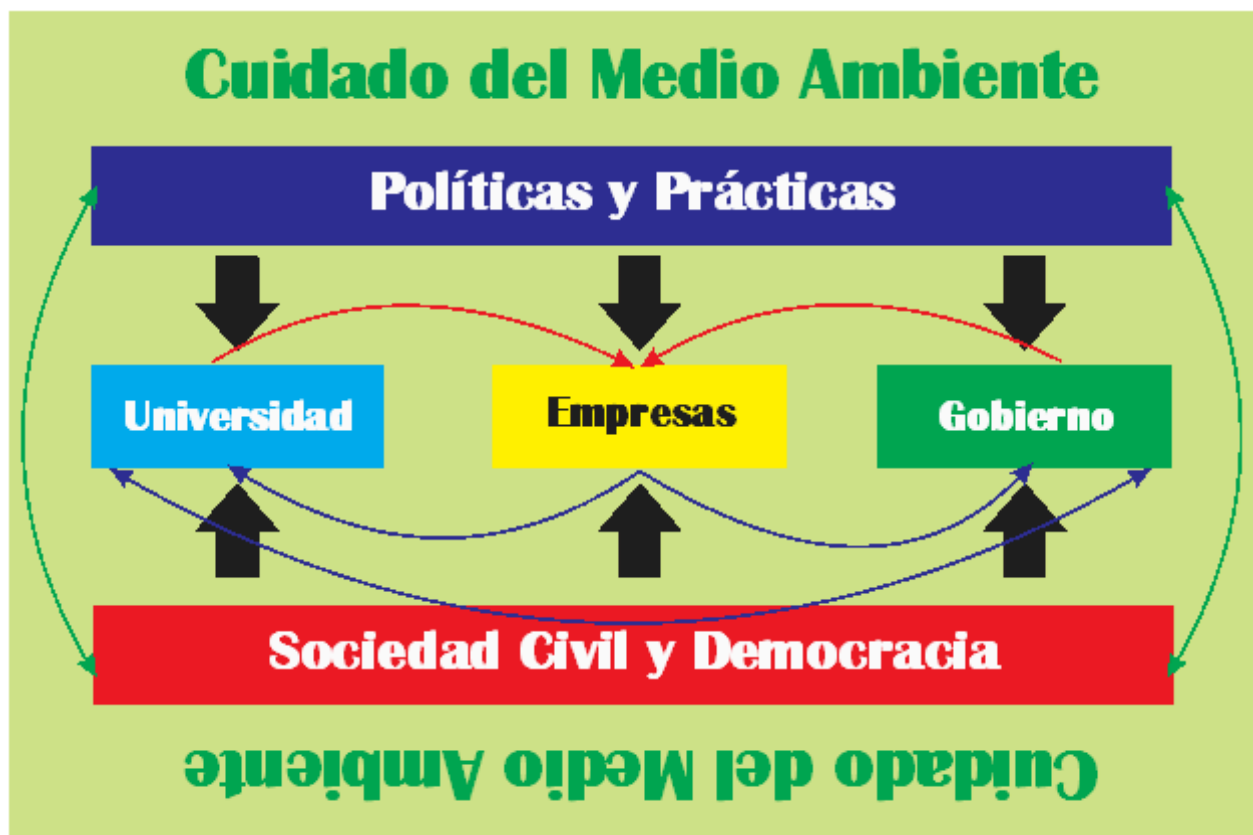 Cuidado del Medio Ambiente
Políticas y Prácticas
Universidad
Empresas
Gobierno
Sociedad Civil y Democracia
Cuidado del Medio Ambiente